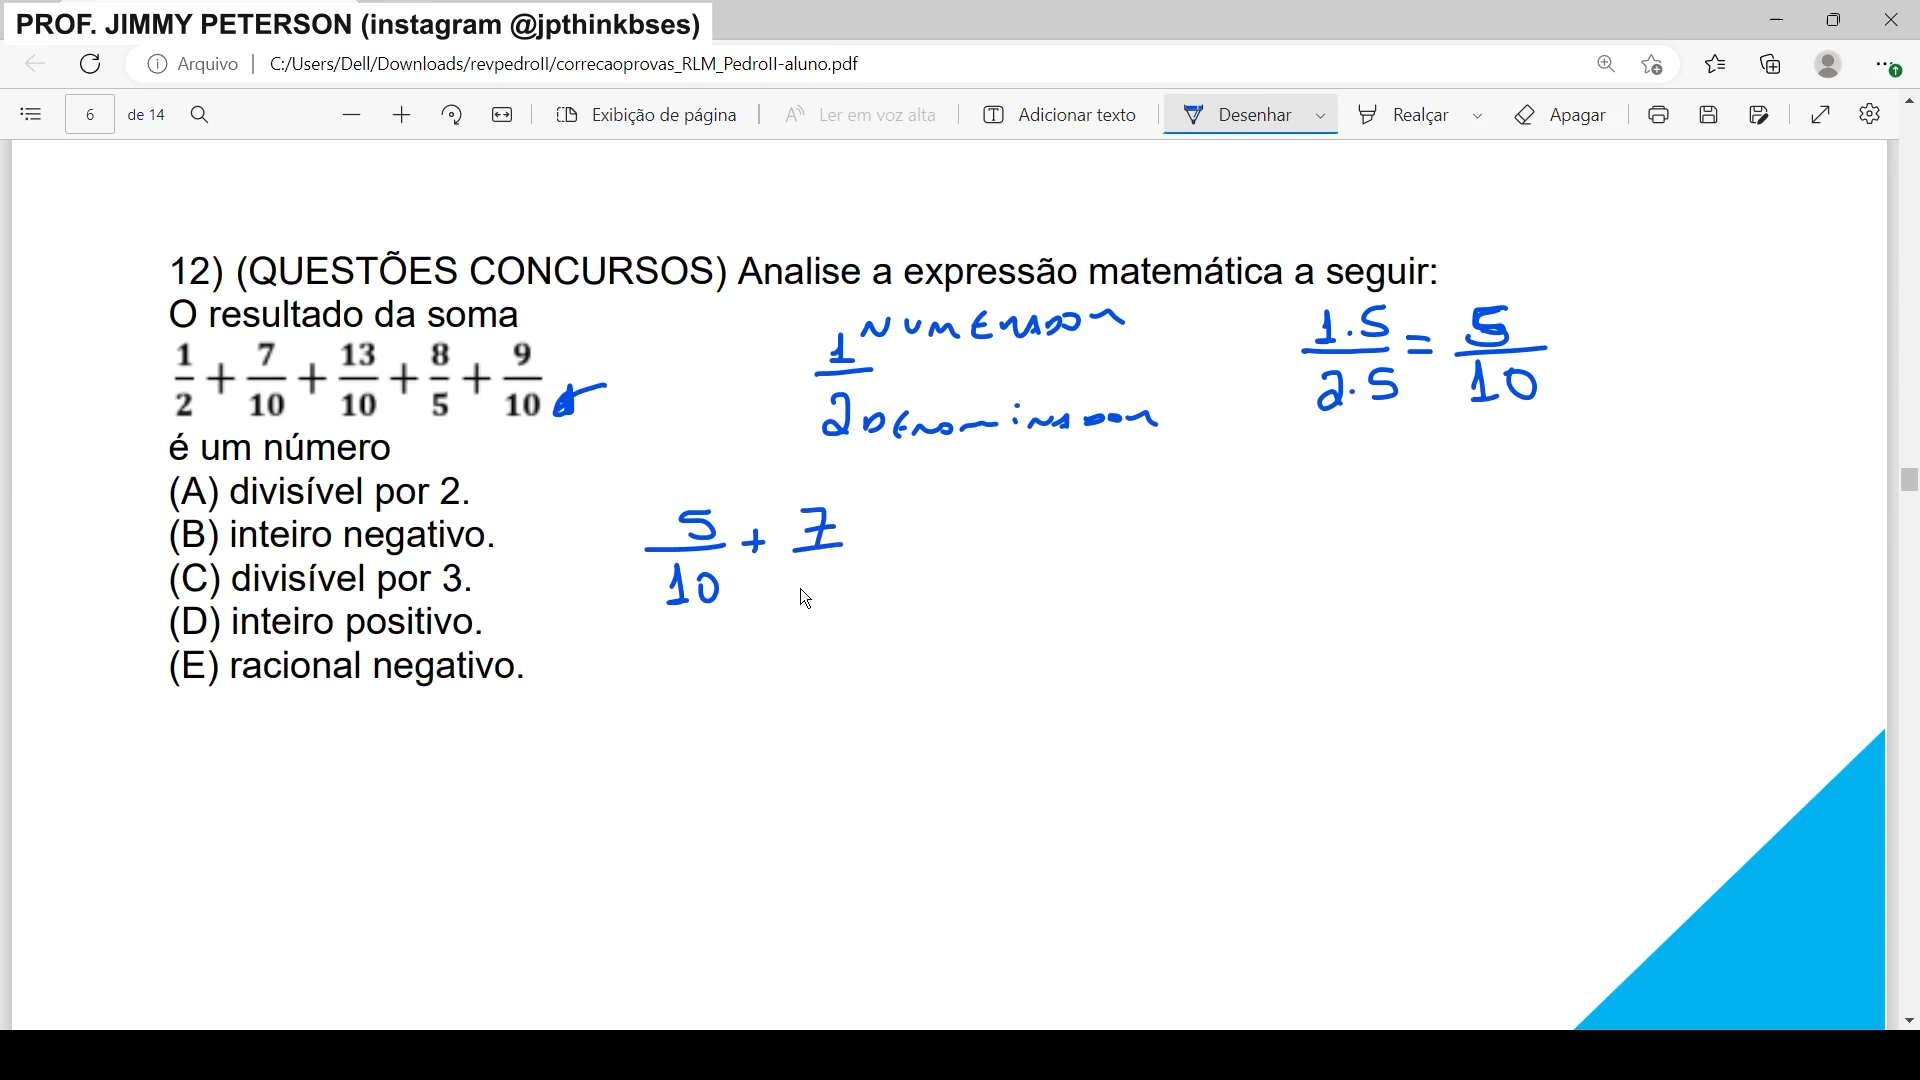 PROF. JIMMY PETERSON (instagram @jpthinkbses)
Arquivo | C:/Users/Dell/Downloads/revpedroII/correcaoprovas_RLM_PedroII-aluno.pdf
6 de 14 Exibição de página Ler em voz alta Adicionar texto Desenhar Realçar Apagar
12) (QUESTÕES CONCURSOS) Analise a expressão matemática a seguir:
O resultado da soma
1/2 + 7/10 + 13/10 + 8/5 + 9/10
é um número
(A) divisível por 2.
(B) inteiro negativo.
(C) divisível por 3.
(D) inteiro positivo.
(E) racional negativo.
1 NUMERADOR
2 DENOMINADOR
1.5/2.5 = 5/10
5/10 + 7